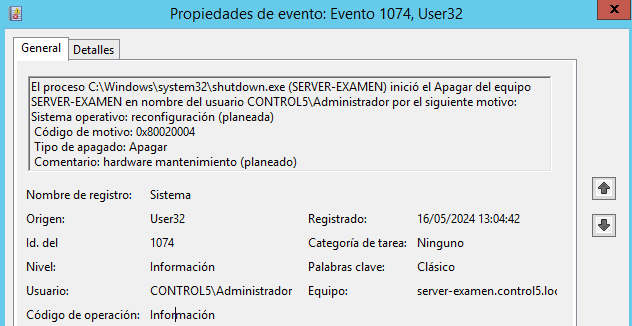 Propiedades de evento: Evento 1074, User32
x
General Detalles
El proceso C:\Windows\system32\shutdown.exe (SERVER-EXAMEN) inició el Apagar del equipo
SERVER-EXAMEN en nombre del usuario CONTROL5\Administrador por el siguiente motivo:
Sistema operativo: reconfiguración (planeada)
Código de motivo: 0x80020004
Tipo de apagado: Apagar
Comentario: hardware mantenimiento (planeado)
Nombre de registro: Sistema
Origen: User32 Registrado: 16/05/2024 13:04:42
Id. del 1074 Categoría de tarea: Ninguno
Nivel: Información Palabras clave: Clásico
Usuario: CONTROL5\Administrador Equipo: server-examen.control5.loc
Código de operación: Información